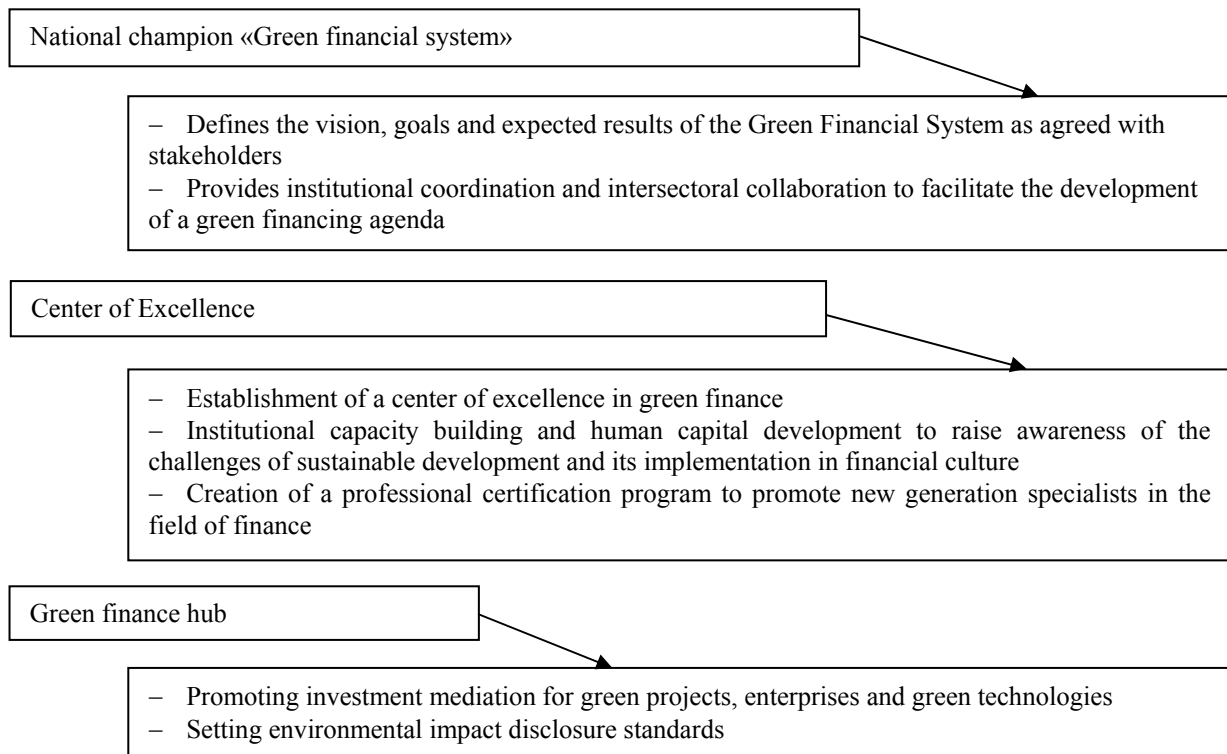 National champion «Green financial system»
– Defines the vision, goals and expected results of the Green Financial System as agreed with
stakeholders
– Provides institutional coordination and intersectoral collaboration to facilitate the development
of a green financing agenda
Center of Excellence
– Establishment of a center of excellence in green finance
– Institutional capacity building and human capital development to raise awareness of the
challenges of sustainable development and its implementation in financial culture
– Creation of a professional certification program to promote new generation specialists in the
field of finance
Green finance hub
– Promoting investment mediation for green projects, enterprises and green technologies
– Setting environmental impact disclosure standards